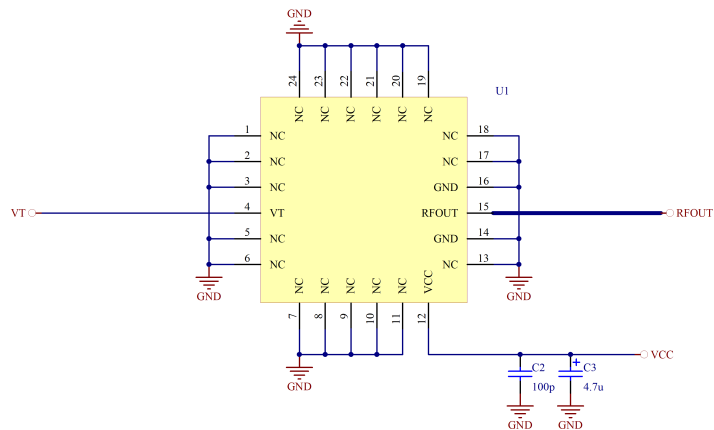 GND
24 23 22 21 20 19
U1
NC NC NC NC NC NC
1 NC NC 18
2 NC NC 17
3 NC GND 16
VT 4 VT RFOUT 15 RFOUT
5 NC GND 14
6 NC NC 13
GND GND
NC NC NC NC NC VCC
7 8 9 10 11 12
VCC
GND
+
C2 C3
100p 4.7u
GND GND